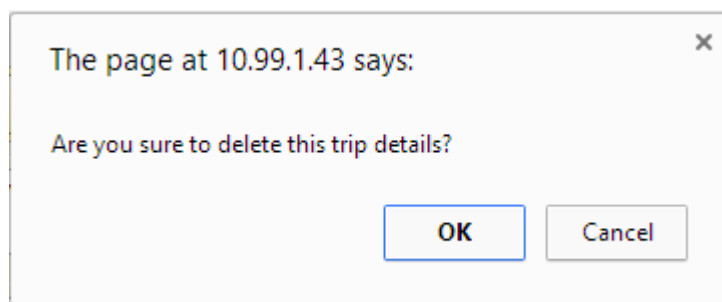 The page at 10.99.1.43 says:
Are you sure to delete this trip details?
OK Cancel